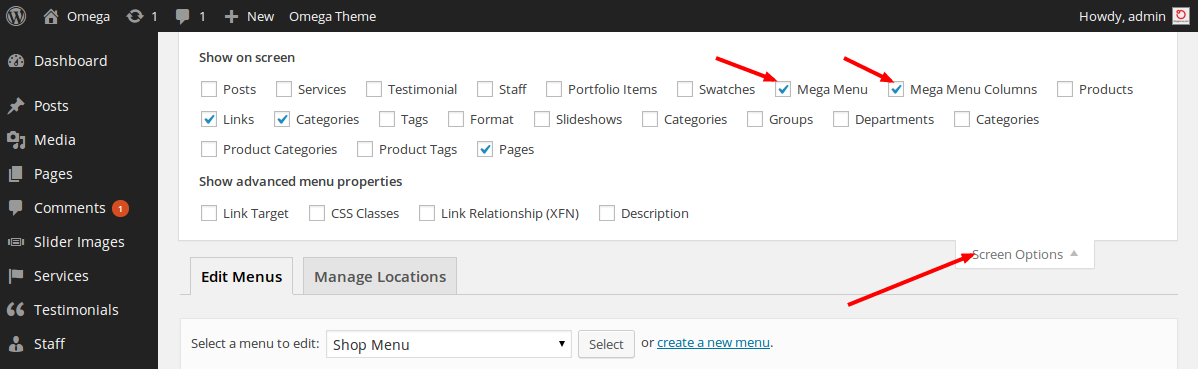 Omega 1 1 New Omega Theme Howdy, admin
Dashboard
Posts
Media
Pages
Comments 1
Slider Images
Services
Testimonials
Staff
Show on screen
Posts Services Testimonial Staff Portfolio Items Swatches Mega Menu Mega Menu Columns Products
Links Categories Tags Format Slideshows Categories Groups Departments Categories
Product Categories Product Tags Pages
Show advanced menu properties
Link Target CSS Classes Link Relationship (XFN) Description
Screen Options
Edit Menus Manage Locations
Select a menu to edit: Shop Menu Select or create a new menu.